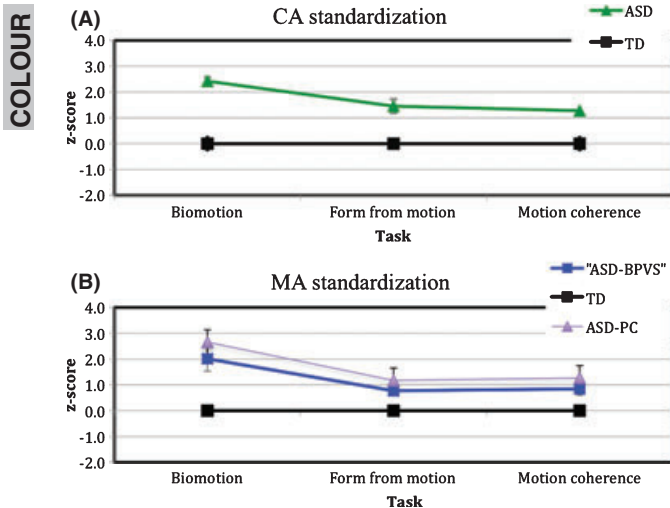 COLOUR
(A)
CA standardization
ASD
TD
4.0
3.0
2.0
1.0
0.0
-1.0
-2.0
z-score
Biomotion Form from motion Motion coherence
Task
(B)
MA standardization
"ASD-BPVS"
TD
ASD-PC
4.0
3.0
2.0
1.0
0.0
-1.0
-2.0
z-score
Biomotion Form from motion Motion coherence
Task